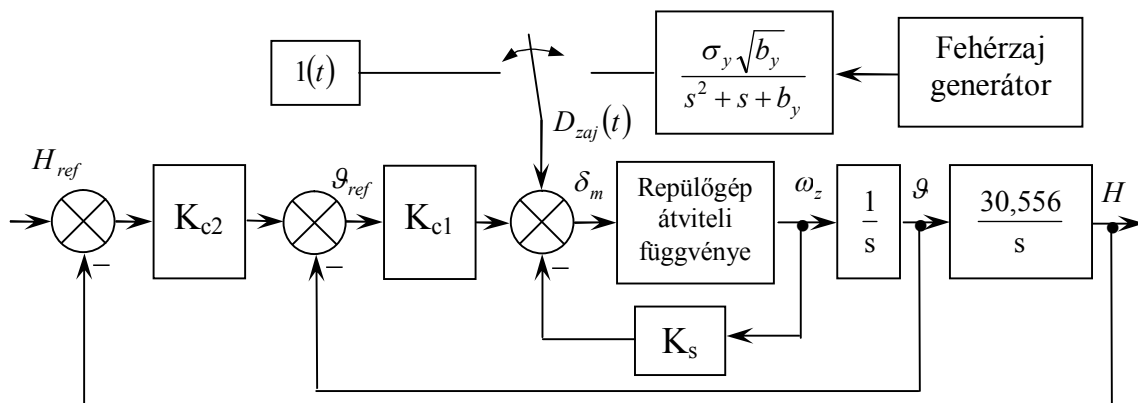 1(t)
σ_y √b_y
s² + s + b_y
Fehérzaj
generátor
D_zaj(t)
H_ref
K_c2
ϑ_ref
K_c1
δ_m
Repülőgép
átviteli
függvénye
ω_z
1
s
ϑ
30,556
s
H
−
−
−
K_s